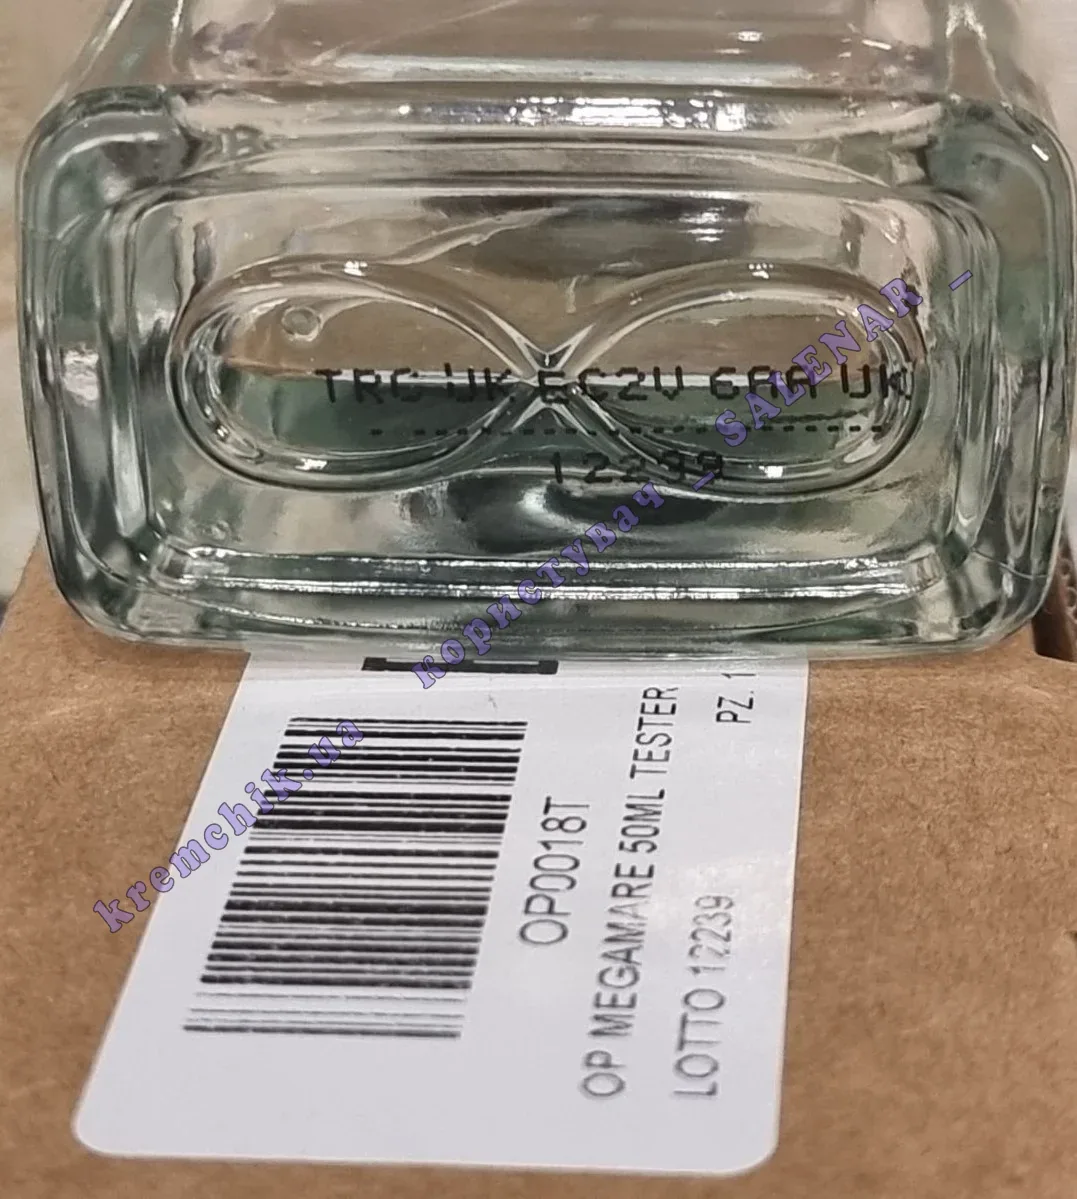 TRC UK EC2V 6AA UK
12239
OP0018T
OP MEGAMARE 50ML TESTER
LOTTO 12239
PZ. 1
kremchik.ua _ користувач _ SALENAR _